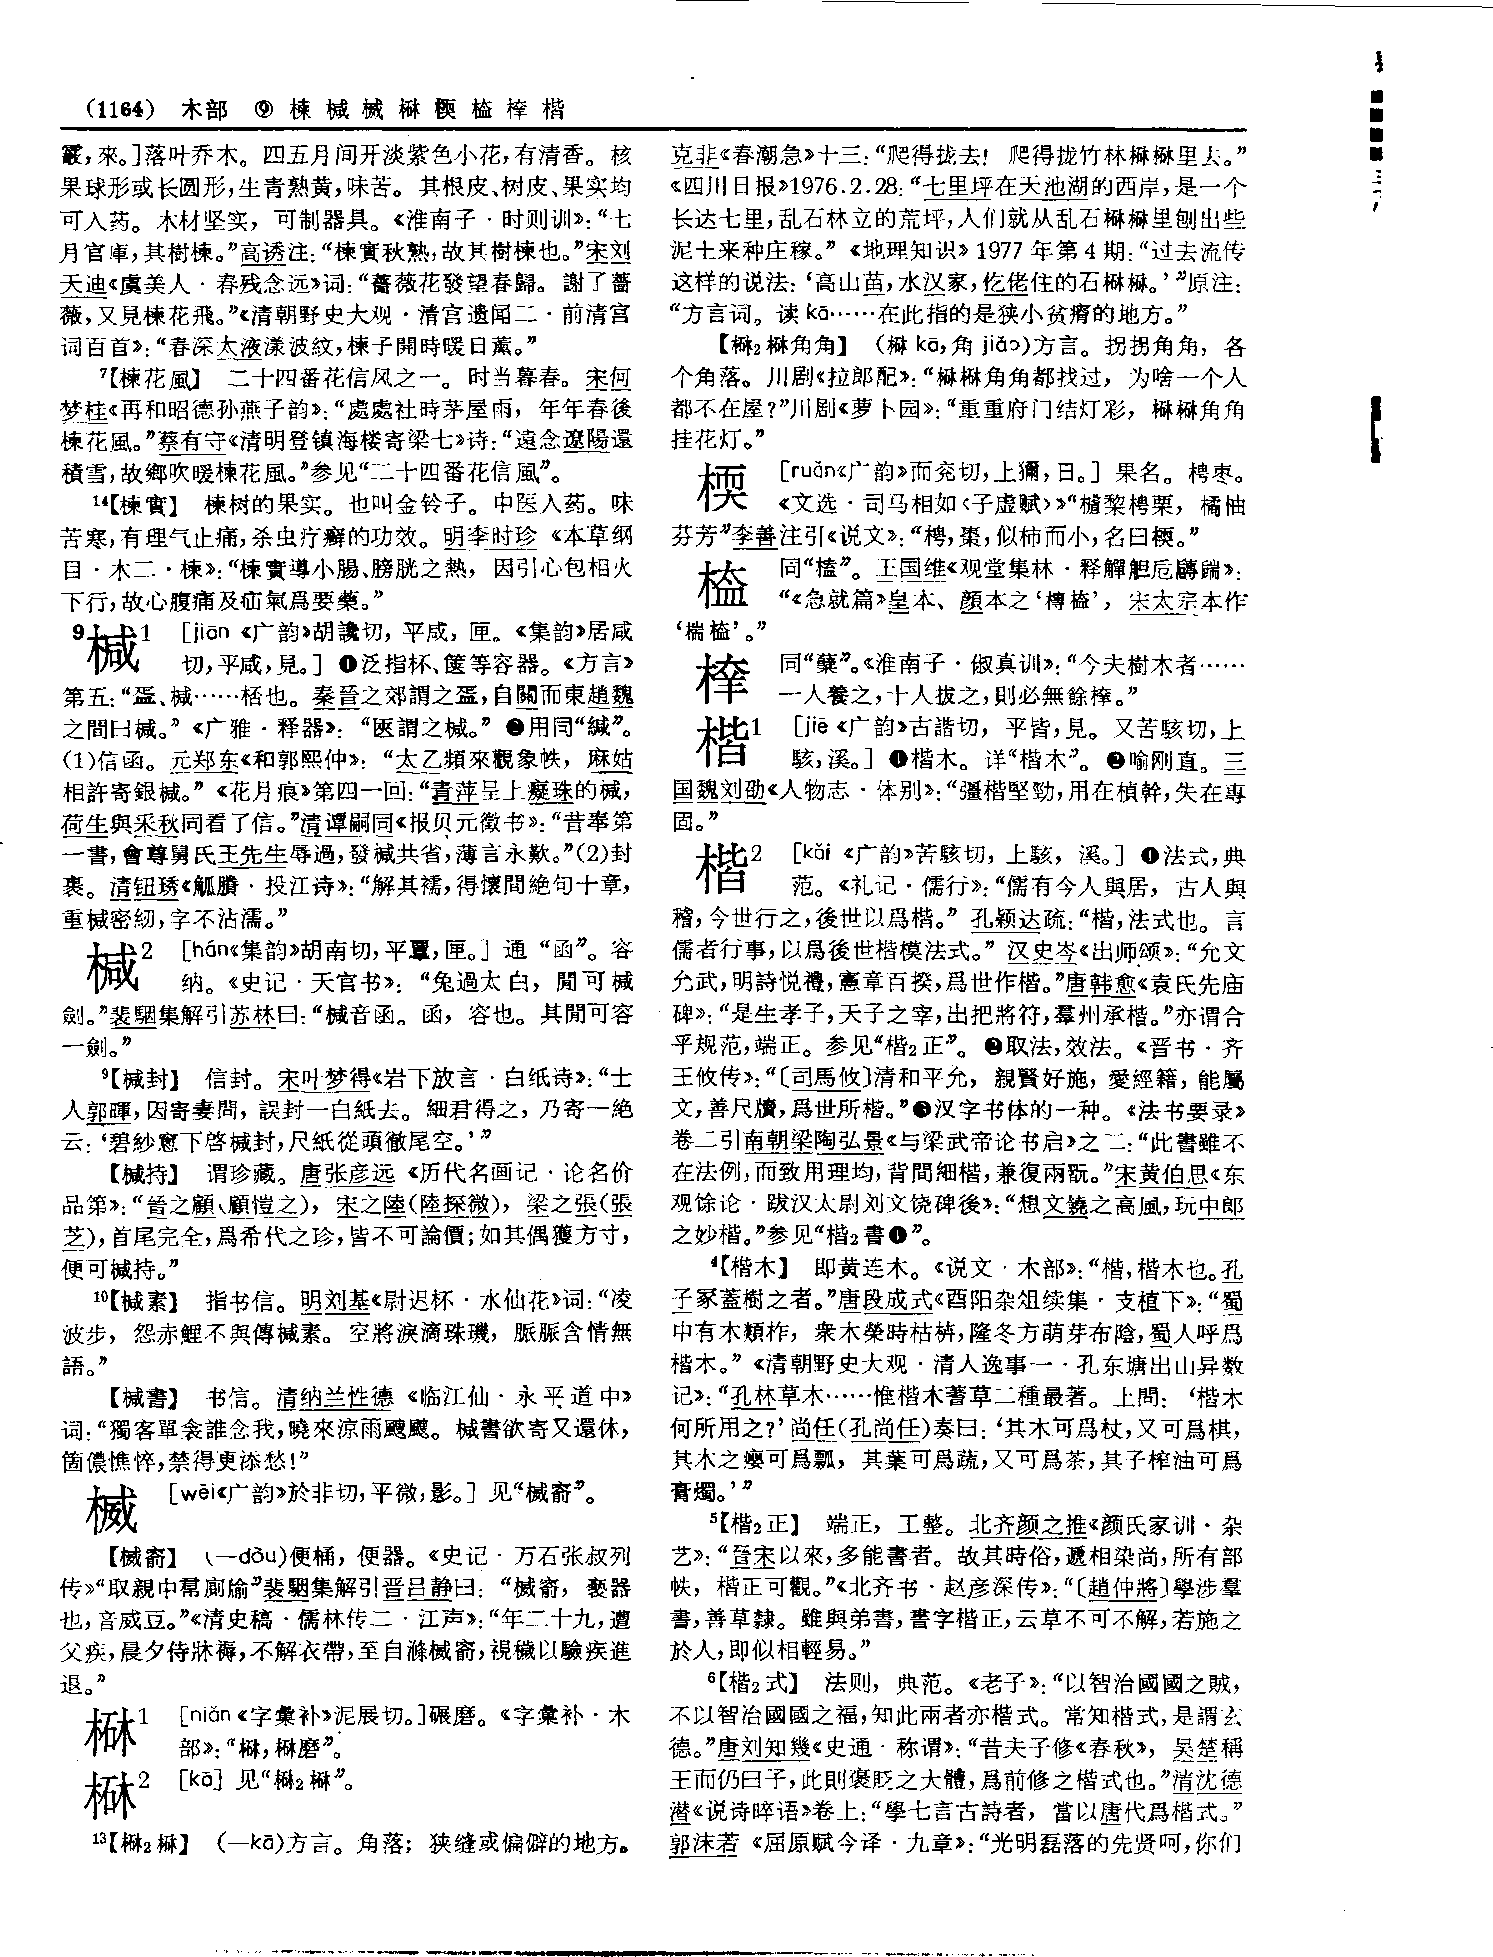 (1164) 木部 ⑨ 楝 椷 楲 㮟 楆 榏 榟 楷
霰,來。]落叶乔木。四五月间开淡紫色小花,有清香。核
果球形或长圆形,生青熟黄,味苦。其根皮、树皮、果实均
可入药。木材坚实,可制器具。《淮南子·时则训》:“七
月官庫,其樹楝。”高诱注:“楝實秋熟,故其樹楝也。”宋刘
天迪《虞美人·春残念远》词:“薔薇花發望春歸。謝了薔
薇,又見楝花飛。”《清朝野史大观·清宫遗闻二·前清宫
词百首》:“春深太液漾波紋,楝子開時暖日薰。”
⁷【楝花風】 二十四番花信风之一。时当暮春。宋何
梦桂《再和昭德孙燕子韵》:“處處社時茅屋雨,年年春後
楝花風。”蔡有守《清明登镇海楼寄梁七》诗:“遠念遼陽還
積雪,故鄉吹暖楝花風。”参见“二十四番花信風”。
¹⁴【楝實】 楝树的果实。也叫金铃子。中医入药。味
苦寒,有理气止痛,杀虫疗癣的功效。明李时珍《本草纲
目·木二·楝》:“楝實導小腸、膀胱之熱,因引心包相火
下行,故心腹痛及疝氣爲要藥。”
9椷1 [jiān《广韵》胡讒切,平咸,匣。《集韵》居咸
切,平咸,見。] ❶泛指杯、箧等容器。《方言》
第五:“盃、椷……桮也。秦晉之郊謂之盃,自關而東趙魏
之間曰椷。”《广雅·释器》:“匧謂之椷。”❷用同“緘”。
(1)信函。元郑东《和郭熙仲》:“太乙頻來觀象帙,麻姑
相許寄銀椷。”《花月痕》第四一回:“青萍呈上癡珠的椷,
荷生與采秋同看了信。”清谭嗣同《报贝元徵书》:“昔奉第
一書,會尊舅氏王先生辱過,發椷共省,薄言永歎。”(2)封
裹。清钮琇《觚賸·投江诗》:“解其襦,得懷間絶句十章,
重椷密紉,字不沾濡。”
椷2 [hán《集韵》胡南切,平覃,匣。] 通“函”。容
纳。《史记·天官书》:“兔過太白,間可椷
劍。”裴駰集解引苏林曰:“椷音函。函,容也。其間可容
一劍。”
⁹【椷封】 信封。宋叶梦得《岩下放言·白纸诗》:“士
人郭暉,因寄妻問,誤封一白紙去。細君得之,乃寄一絶
云:‘碧紗窻下啓椷封,尺紙從頭徹尾空。’”
【椷持】 谓珍藏。唐张彦远《历代名画记·论名价
品第》:“晉之顧(顧愷之),宋之陸(陸探微),梁之張(張
芝),首尾完全,爲希代之珍,皆不可論價;如其偶獲方寸,
便可椷持。”
¹⁰【椷素】 指书信。明刘基《尉迟杯·水仙花》词:“凌
波步,怨赤鯉不與傳椷素。空將淚滴珠璣,脈脈含情無
語。”
【椷書】 书信。清纳兰性德《临江仙·永平道中》
词:“獨客單衾誰念我,曉來涼雨颼颼。椷書欲寄又還休,
箇儂憔悴,禁得更添愁!”
楲 [wēi《广韵》於非切,平微,影。] 见“楲窬”。
【楲窬】 (—dòu)便桶,便器。《史记·万石张叔列
传》“取親中帬廁牏”裴駰集解引晋吕静曰:“楲窬,褻器
也,音威豆。”《清史稿·儒林传二·江声》:“年二十九,遭
父疾,晨夕侍牀褥,不解衣帶,至自滌楲窬,視穢以驗疾進
退。”
㮟1 [niǎn《字彙补》泥展切。]碾磨。《字彙补·木
部》:“㮟,㮟磨”。
㮟2 [kā] 见“㮟₂㮟”。
¹³【㮟₂㮟】 (—kā)方言。角落;狭缝或偏僻的地方。
克非《春潮急》十三:“爬得拢去!爬得拢竹林㮟㮟里去。”
《四川日报》1976.2.28:“七里坪在天池湖的西岸,是一个
长达七里,乱石林立的荒坪,人们就从乱石㮟㮟里刨出些
泥土来种庄稼。”《地理知识》1977年第4期:“过去流传
这样的说法:‘高山苗,水汉家,仡佬住的石㮟㮟。’”原注:
“方言词。读kā……在此指的是狭小贫瘠的地方。”
【㮟₂㮟角角】 (㮟kā,角jiǎo)方言。拐拐角角,各
个角落。川剧《拉郎配》:“㮟㮟角角都找过,为啥一个人
都不在屋?”川剧《萝卜园》:“重重府门结灯彩,㮟㮟角角
挂花灯。”
楆 [ruǎn《广韵》而兖切,上獮,日。] 果名。梬枣。
《文选·司马相如〈子虚赋〉》“樝黎梬栗,橘柚
芬芳”李善注引《说文》:“梬,棗,似柿而小,名曰楆。”
榏 同“榼”。王国维《观堂集林·释觶觛卮》:
“《急就篇》皇本、顔本之‘榑榼’,宋太宗本作
‘椯榼’。”
榟 同“蘖”。《淮南子·俶真训》:“今夫樹木者……
一人養之,十人拔之,則必無餘榟。”
楷1 [jiē《广韵》古諧切,平皆,見。又苦駭切,上
駭,溪。] ❶楷木。详“楷木”。❷喻刚直。三
国魏刘劭《人物志·体别》:“彊楷堅勁,用在楨幹,失在專
固。”
楷2 [kǎi《广韵》苦駭切,上駭,溪。] ❶法式,典
范。《礼记·儒行》:“儒有今人與居,古人與
稽,今世行之,後世以爲楷。”孔颖达疏:“楷,法式也。言
儒者行事,以爲後世楷模法式。”汉史岑《出师颂》:“允文
允武,明詩悦禮,憲章百揆,爲世作楷。”唐韩愈《袁氏先庙
碑》:“是生孝子,天子之宰,出把將符,羣州承楷。”亦谓合
乎规范,端正。参见“楷₂正”。❷取法,效法。《晋书·齐
王攸传》:“〔司馬攸〕清和平允,親賢好施,愛經籍,能屬
文,善尺牘,爲世所楷。”❸汉字书体的一种。《法书要录》
卷二引南朝梁陶弘景《与梁武帝论书启》之二:“此書雖不
在法例,而致用理均,背間細楷,兼復兩翫。”宋黄伯思《东
观馀论·跋汉太尉刘文饶碑後》:“想文饒之高風,玩中郎
之妙楷。”参见“楷₂書❶”。
⁴【楷木】 即黄连木。《说文·木部》:“楷,楷木也。孔
子冢蓋樹之者。”唐段成式《酉阳杂俎续集·支植下》:“蜀
中有木類柞,衆木榮時枯枿,隆冬方萌芽布陰,蜀人呼爲
楷木。”《清朝野史大观·清人逸事一·孔东塘出山异数
记》:“孔林草木……惟楷木蓍草二種最著。上問:‘楷木
何所用之?’尚任(孔尚任)奏曰:‘其木可爲杖,又可爲棋,
其木之癭可爲瓢,其葉可爲蔬,又可爲茶,其子榨油可爲
膏燭。’”
⁵【楷₂正】 端正,工整。北齐颜之推《颜氏家训·杂
艺》:“晉宋以來,多能書者。故其時俗,遞相染尚,所有部
帙,楷正可觀。”《北齐书·赵彦深传》:“〔趙仲將〕學涉羣
書,善草隸。雖與弟書,書字楷正,云草不可不解,若施之
於人,即似相輕易。”
⁶【楷₂式】 法则,典范。《老子》:“以智治國國之賊,
不以智治國國之福,知此兩者亦楷式。常知楷式,是謂玄
德。”唐刘知幾《史通·称谓》:“昔夫子修《春秋》,吴楚稱
王而仍曰子,此則褒貶之大體,爲前修之楷式也。”清沈德
潜《说诗晬语》卷上:“學七言古詩者,當以唐代爲楷式。”
郭沫若《屈原赋今译·九章》:“光明磊落的先贤呵,你们